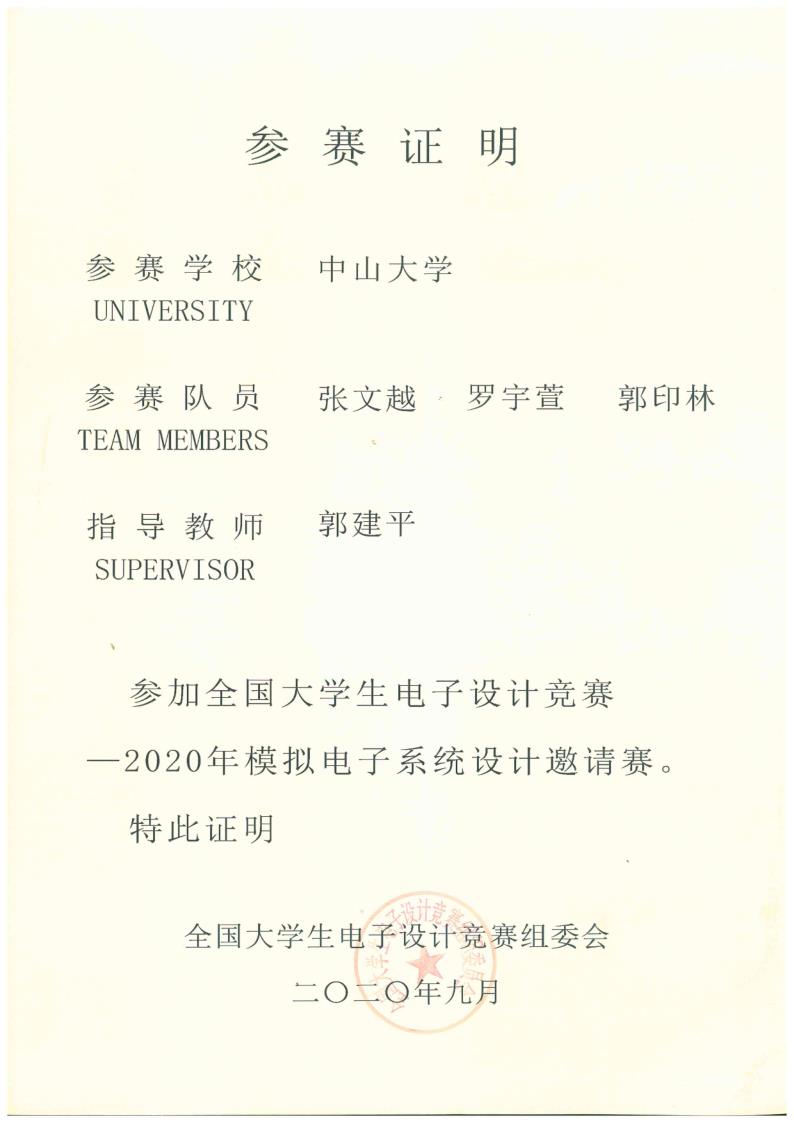 参赛证明
参赛学校 中山大学
UNIVERSITY
参赛队员 张文越 罗宇萱 郭印林
TEAM MEMBERS
指导教师 郭建平
SUPERVISOR
参加全国大学生电子设计竞赛
—2020年模拟电子系统设计邀请赛。
特此证明
全国大学生电子设计竞赛组委会
二〇二〇年九月